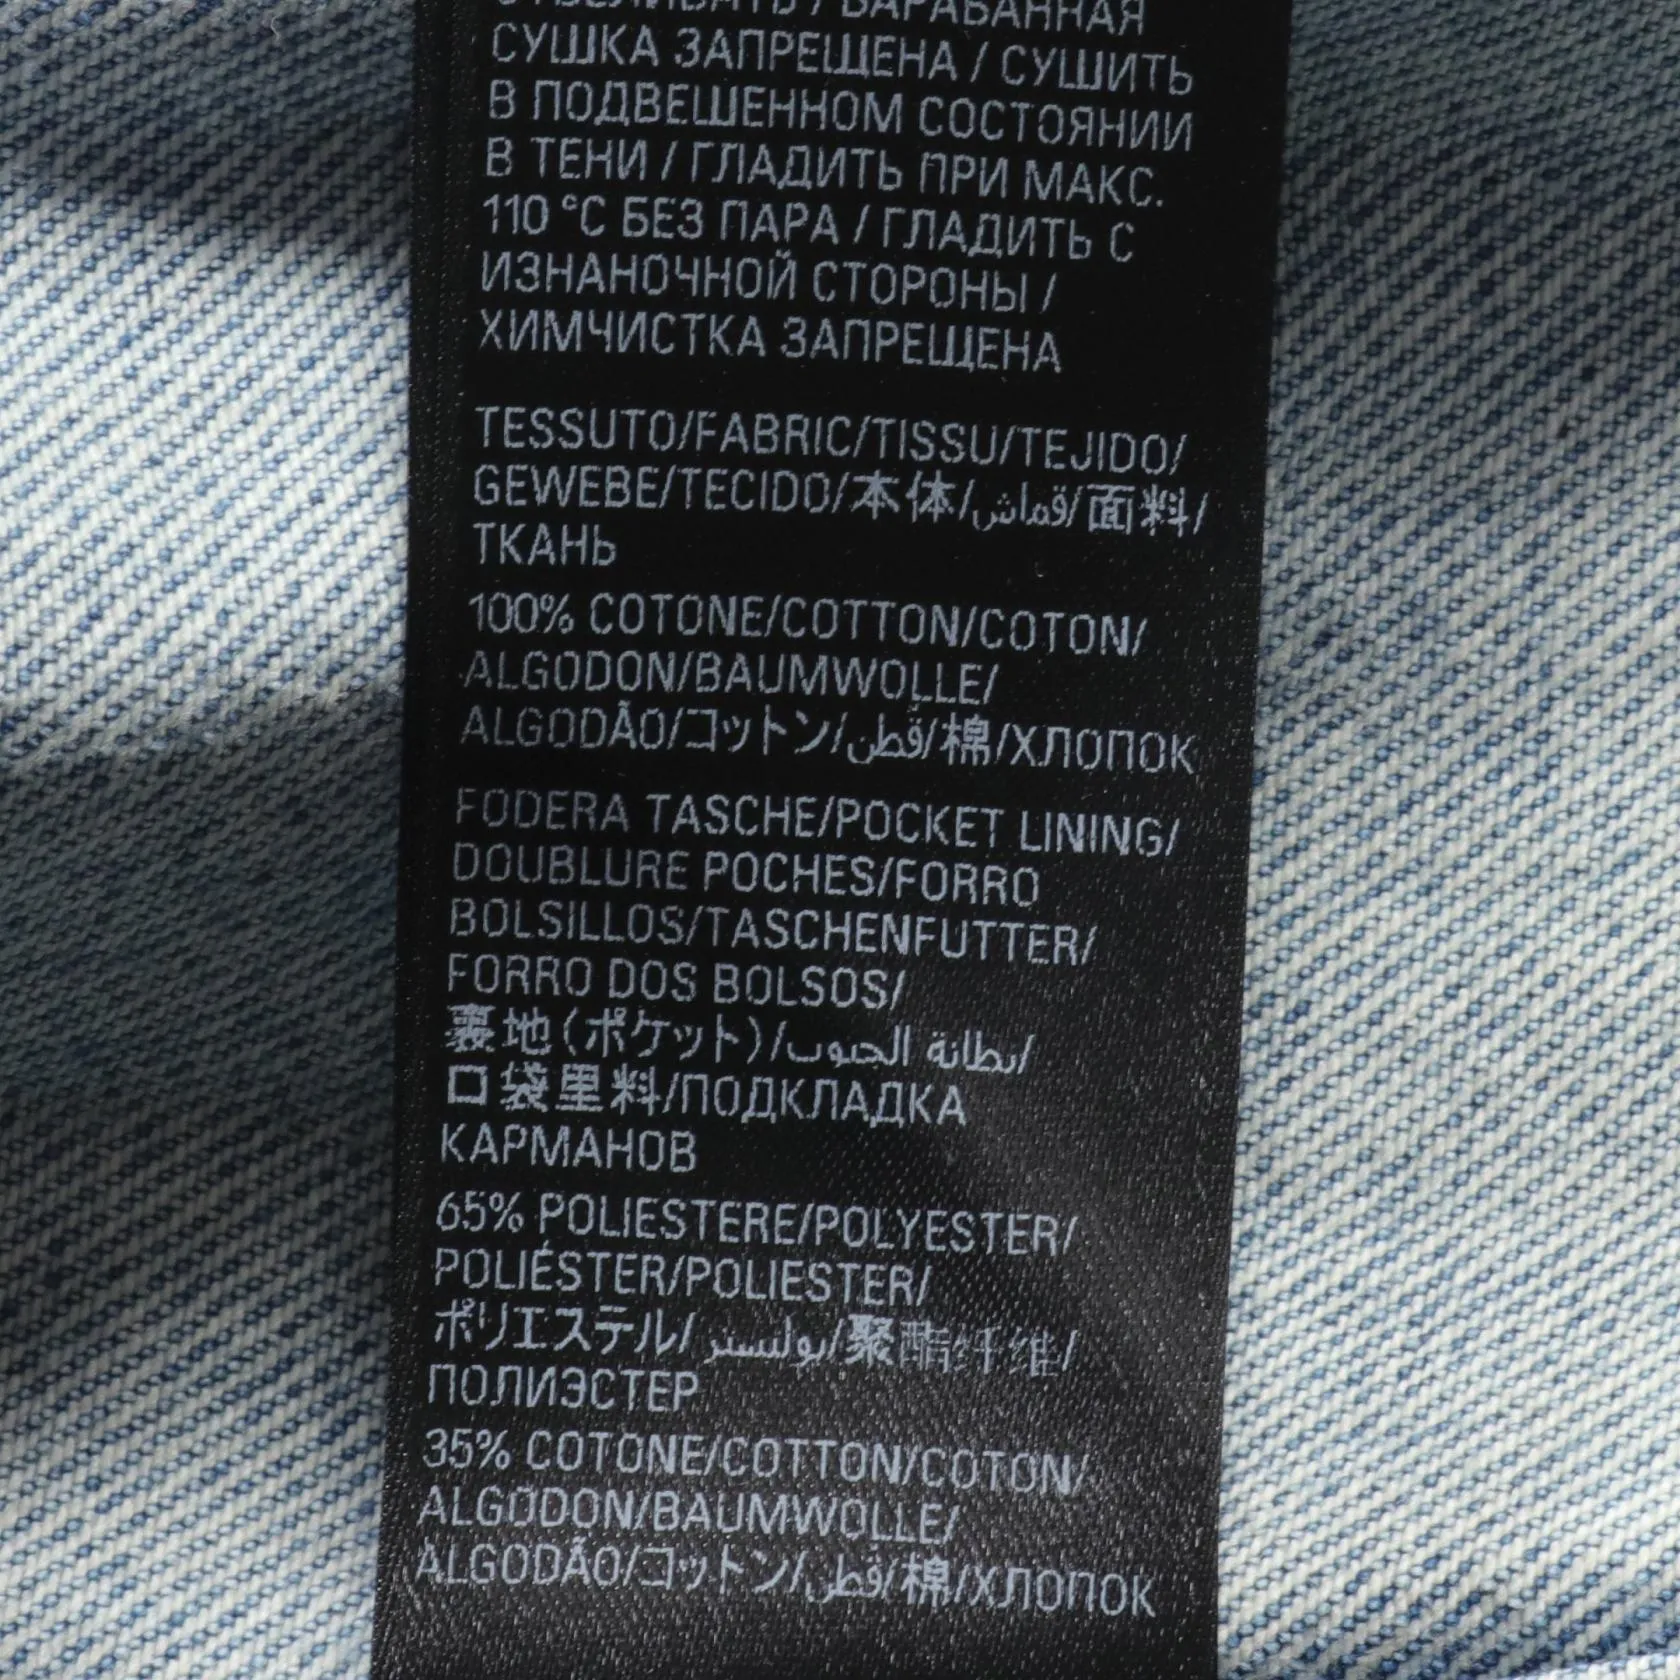 ОТБЕЛИВАТЬ / БАРАБАННАЯ
СУШКА ЗАПРЕЩЕНА / СУШИТЬ
В ПОДВЕШЕННОМ СОСТОЯНИИ
В ТЕНИ / ГЛАДИТЬ ПРИ МАКС.
110 °C БЕЗ ПАРА / ГЛАДИТЬ С
ИЗНАНОЧНОЙ СТОРОНЫ /
ХИМЧИСТКА ЗАПРЕЩЕНА
TESSUTO/FABRIC/TISSU/TEJIDO/
GEWEBE/TECIDO/本体/قماش/面料/
ТКАНЬ
100% COTONE/COTTON/COTON/
ALGODON/BAUMWOLLE/
ALGODÃO/コットン/قطن/棉/ХЛОПОК
FODERA TASCHE/POCKET LINING/
DOUBLURE POCHES/FORRO
BOLSILLOS/TASCHENFUTTER/
FORRO DOS BOLSOS/
裏地(ポケット)/بطانة الجيوب/
口袋里料/ПОДКЛАДКА
КАРМАНОВ
65% POLIESTERE/POLYESTER/
POLIÉSTER/POLIESTER/
ポリエステル/بوليستر/聚酯纤维/
ПОЛИЭСТЕР
35% COTONE/COTTON/COTON/
ALGODON/BAUMWOLLE/
ALGODÃO/コットン/قطن/棉/ХЛОПОК